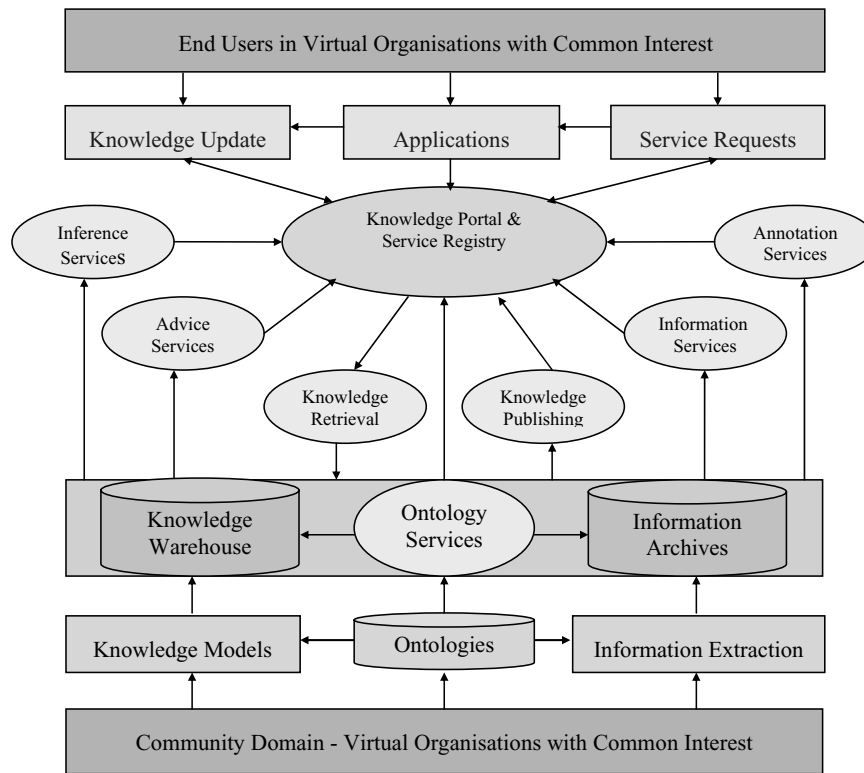 End Users in Virtual Organisations with Common Interest
Knowledge Update
Applications
Service Requests
Knowledge Portal &
Service Registry
Inference
Services
Annotation
Services
Advice
Services
Information
Services
Knowledge
Retrieval
Knowledge
Publishing
Knowledge
Warehouse
Ontology
Services
Information
Archives
Knowledge Models
Ontologies
Information Extraction
Community Domain - Virtual Organisations with Common Interest